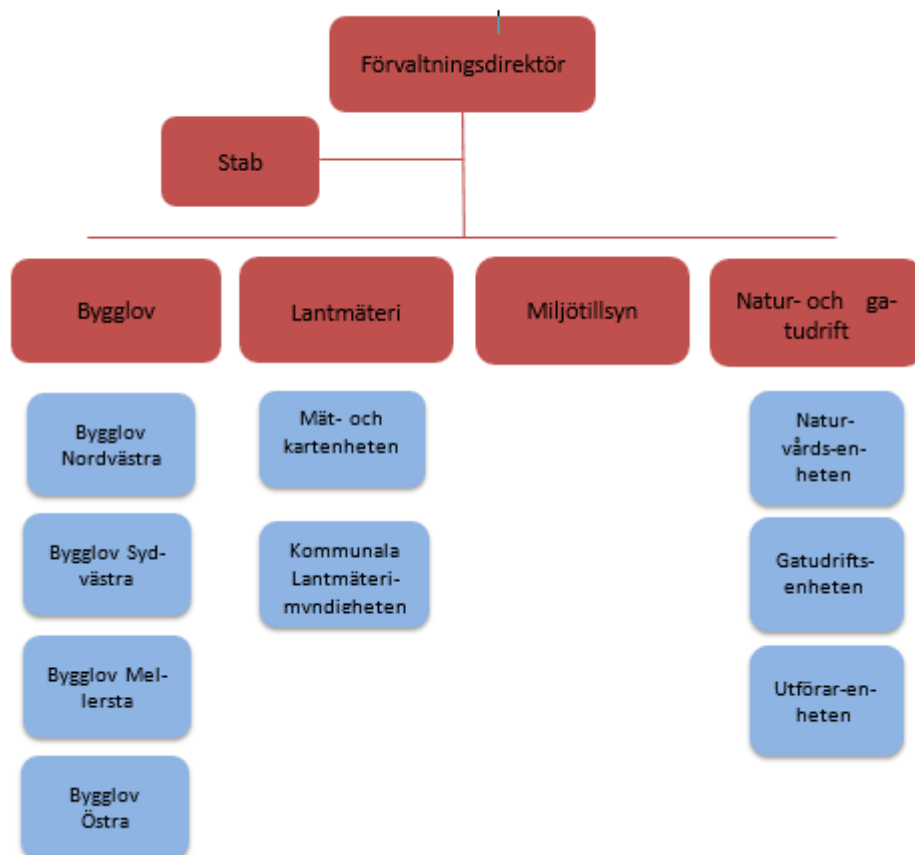 Förvaltningsdirektör
Stab
Bygglov
Lantmäteri
Miljötillsyn
Natur- och ga-
tudrift
Bygglov
Nordvästra
Bygglov Syd-
västra
Bygglov Mel-
lersta
Bygglov
Östra
Mät- och
kartenheten
Kommunala
Lantmäteri-
myndigheten
Natur-
vårds-en-
heten
Gatudrifts-
enheten
Utförar-en-
heten